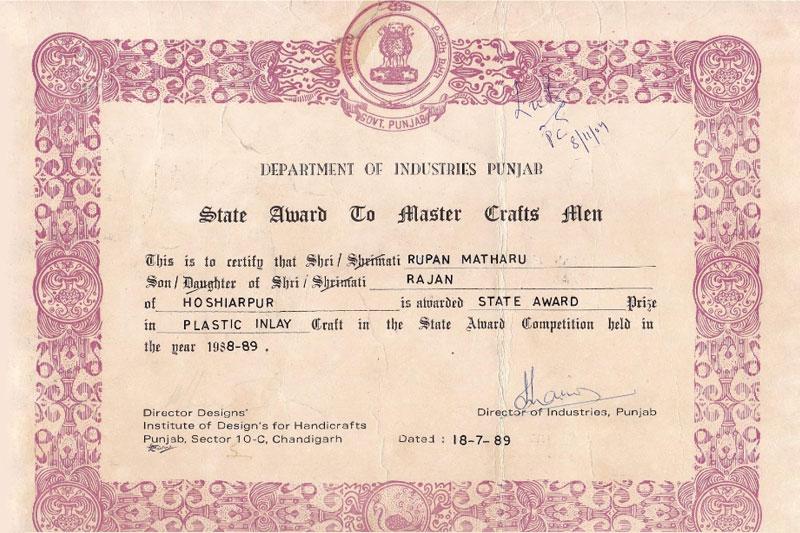 GOVT. PUNJAB
8/11/09
DEPARTMENT OF INDUSTRIES PUNJAB
State Award To Master Crafts Men
This is to certify that Shri/Shrimati RUPAN MATHARU
Son/Daughter of Shri/Shrimati RAJAN
of HOSHIARPUR is awarded STATE AWARD Prize
in PLASTIC INLAY Craft in the State Award Competition held in
the year 1988-89.
Director Designs'
Institute of Design's for Handicrafts
Punjab, Sector 10-C, Chandigarh
Director of Industries, Punjab
Dated : 18-7-89